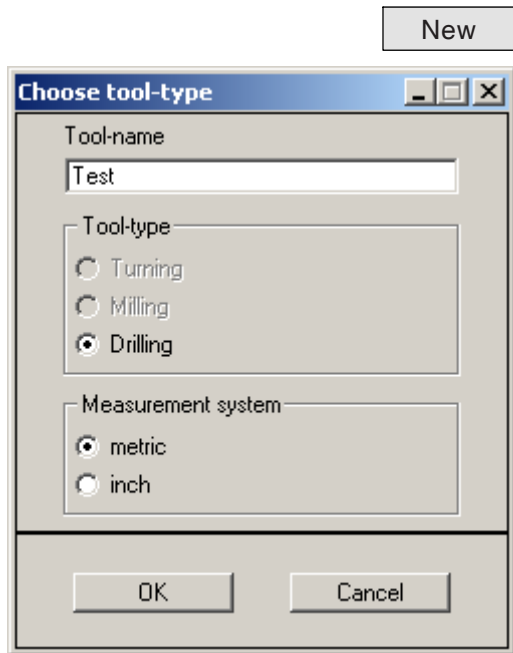 New
Choose tool-type
Tool-name
Test
Tool-type
Turning
Milling
Drilling
Measurement system
metric
inch
OK
Cancel